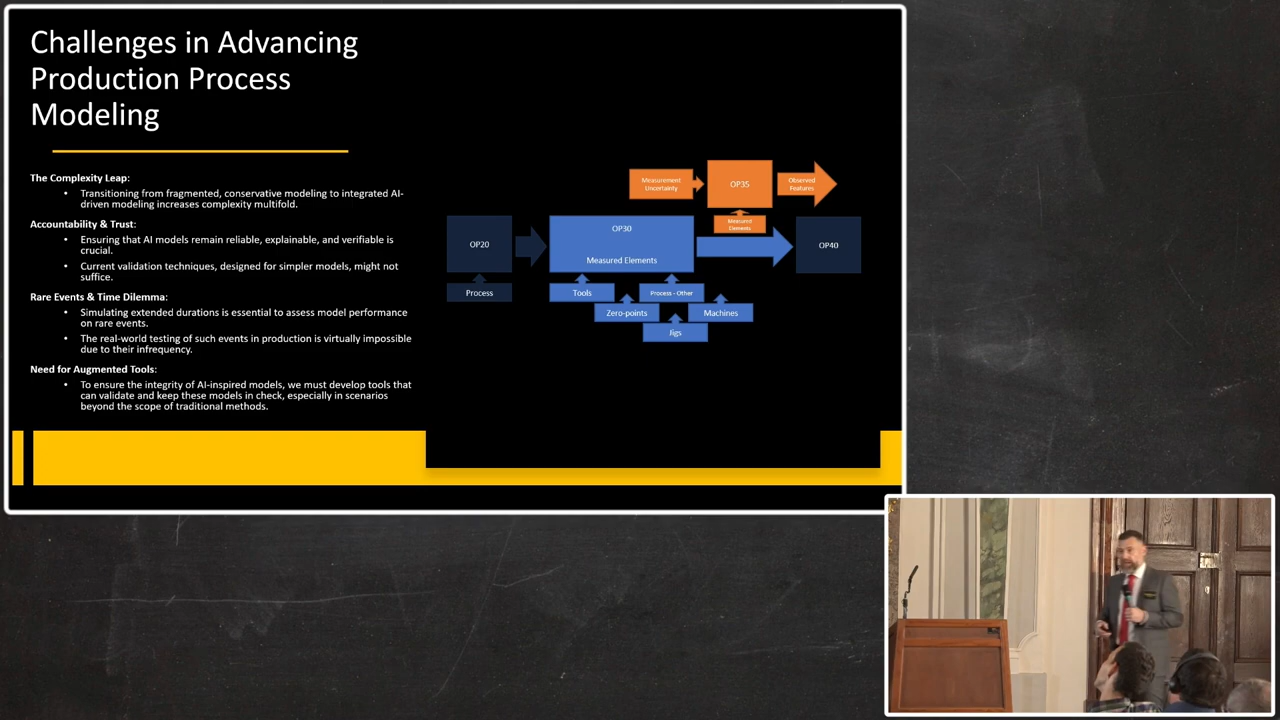 Challenges in Advancing
Production Process
Modeling
The Complexity Leap:
• Transitioning from fragmented, conservative modeling to integrated AI-
driven modeling increases complexity multifold.
Accountability & Trust:
• Ensuring that AI models remain reliable, explainable, and verifiable is
crucial.
• Current validation techniques, designed for simpler models, might not
suffice.
Rare Events & Time Dilemma:
• Simulating extended durations is essential to assess model performance
on rare events.
• The real-world testing of such events in production is virtually impossible
due to their infrequency.
Need for Augmented Tools:
• To ensure the integrity of AI-inspired models, we must develop tools that
can validate and keep these models in check, especially in scenarios
beyond the scope of traditional methods.
Measurement
Uncertainty
OP35
Observed
Features
Measured
Elements
OP20
OP30
Measured Elements
OP40
Process
Tools
Process - Other
Zero-points
Machines
Jigs